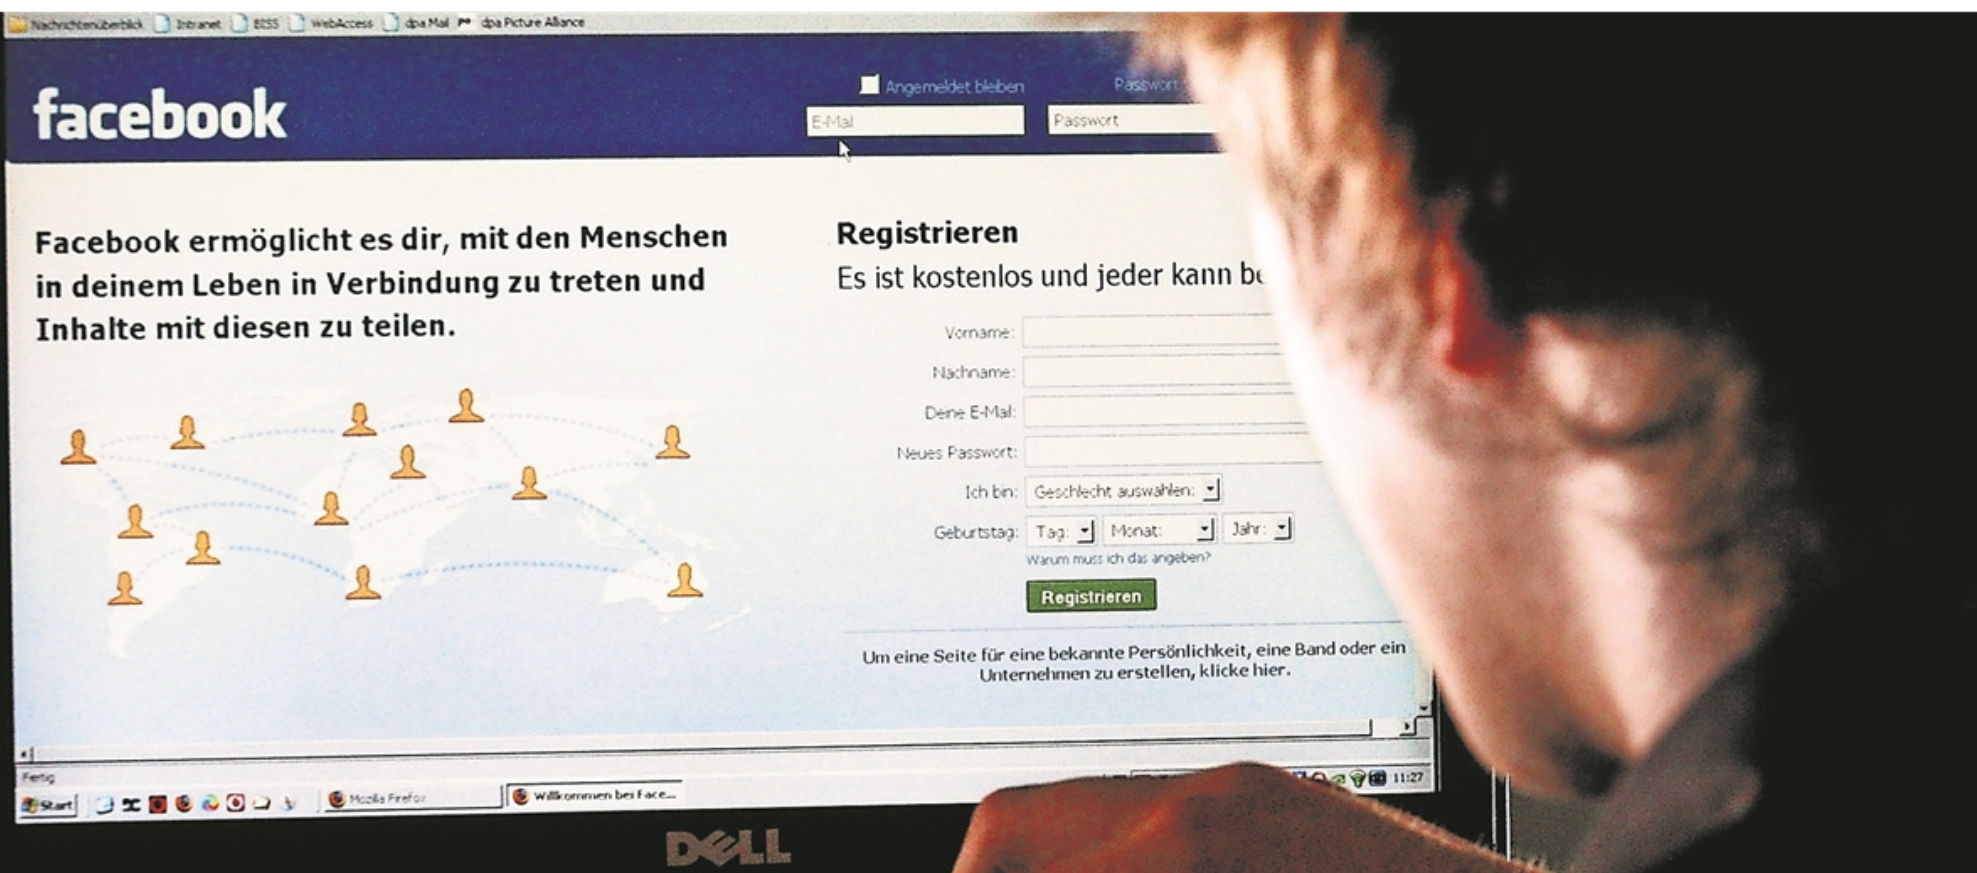 Nachrichtenüberblick Intranet ECSS WebAccess dpa Mail dpa Picture Alliance
facebook
Angemeldet bleiben Passwort
E-Mail Passwort
Facebook ermöglicht es dir, mit den Menschen
in deinem Leben in Verbindung zu treten und
Inhalte mit diesen zu teilen.
Registrieren
Es ist kostenlos und jeder kann be
Vorname:
Nachname:
Deine E-Mail:
Neues Passwort:
Ich bin: Geschlecht auswählen:
Geburtstag: Tag: Monat: Jahr:
Warum muss ich das angeben?
Registrieren
Um eine Seite für eine bekannte Persönlichkeit, eine Band oder ein
Unternehmen zu erstellen, klicke hier.
Fertig
Start Mozilla Firefox Willkommen bei Face... 11:27
DELL